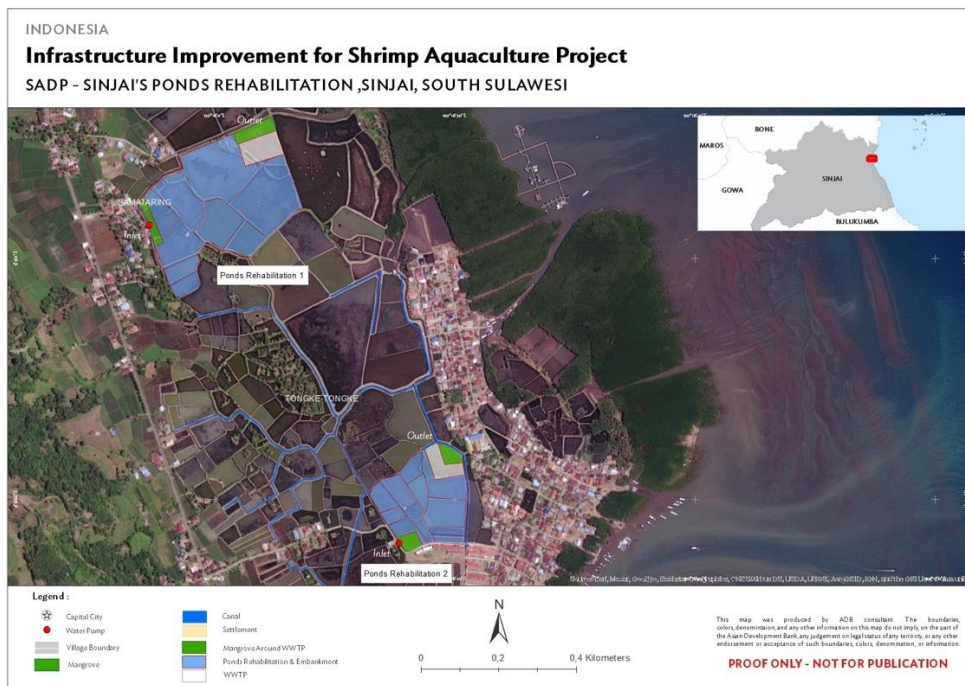 INDONESIA
Infrastructure Improvement for Shrimp Aquaculture Project
SADP - SINJAI'S PONDS REHABILITATION ,SINJAI, SOUTH SULAWESI
Outlet
BONE
MAROS
SINJAI
GOWA
BULUKUMBA
SAMATARING
Inlet
Ponds Rehabilitation 1
TONGKE-TONGKE
Outlet
Inlet
Ponds Rehabilitation 2
Legend :
Capital City
Water Pump
Village Boundary
Mangrove
Canal
Settlement
Mangrove Around WWTP
Ponds Rehabilitation & Embankment
WWTP
N
0 0,2 0,4 Kilometers
This map was produced by ADB consultant. The boundaries,
colors, denomination, and any other information on this map do not imply, on the part of
the Asian Development Bank, any judgement on legal status of any territory, or any other
endorsement or acceptance of such boundaries, colors, denomination, or information.
PROOF ONLY - NOT FOR PUBLICATION